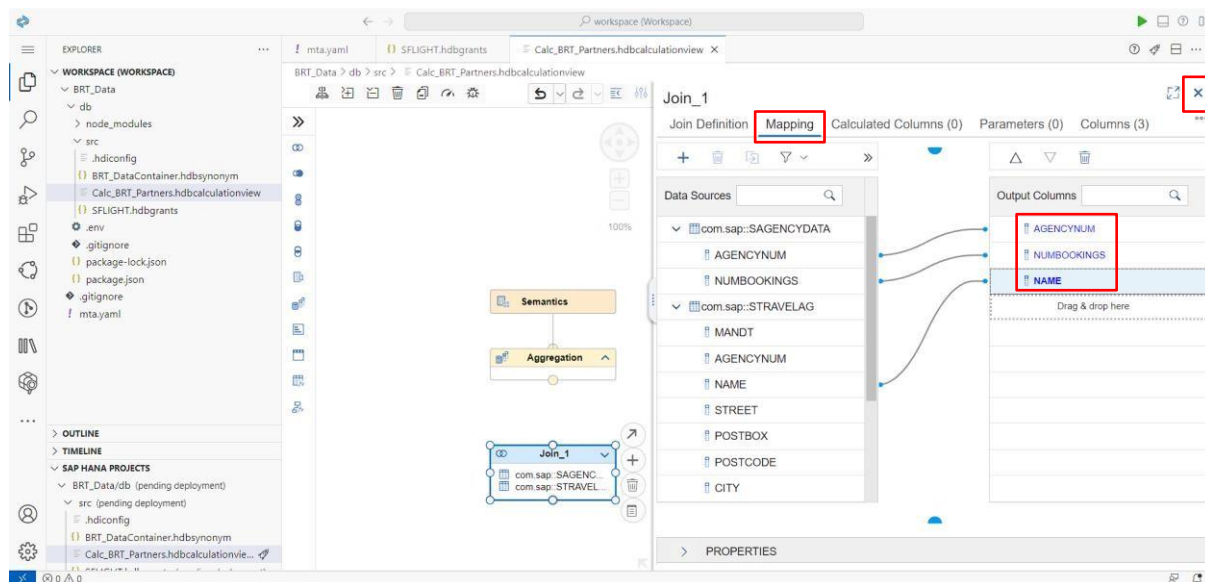 workspace (Workspace)
EXPLORER
mta.yaml
SFLIGHT.hdbgrants
Calc_BRT_Partners.hdbcalculationview
WORKSPACE (WORKSPACE)
BRT_Data > db > src > Calc_BRT_Partners.hdbcalculationview
BRT_Data
db
node_modules
src
.hdiconfig
BRT_DataContainer.hdbsynonym
Calc_BRT_Partners.hdbcalculationview
SFLIGHT.hdbgrants
.env
.gitignore
package-lock.json
package.json
.gitignore
mta.yaml
OUTLINE
TIMELINE
SAP HANA PROJECTS
BRT_Data/db (pending deployment)
src (pending deployment)
.hdiconfig
BRT_DataContainer.hdbsynonym
Calc_BRT_Partners.hdbcalculationvie...
0 0
100%
Semantics
Aggregation
Join_1
com.sap::SAGENC...
com.sap::STRAVEL...
Join_1
Join Definition Mapping Calculated Columns (0) Parameters (0) Columns (3)
Data Sources
com.sap::SAGENCYDATA
AGENCYNUM
NUMBOOKINGS
com.sap::STRAVELAG
MANDT
AGENCYNUM
NAME
STREET
POSTBOX
POSTCODE
CITY
Output Columns
AGENCYNUM
NUMBOOKINGS
NAME
Drag & drop here
PROPERTIES